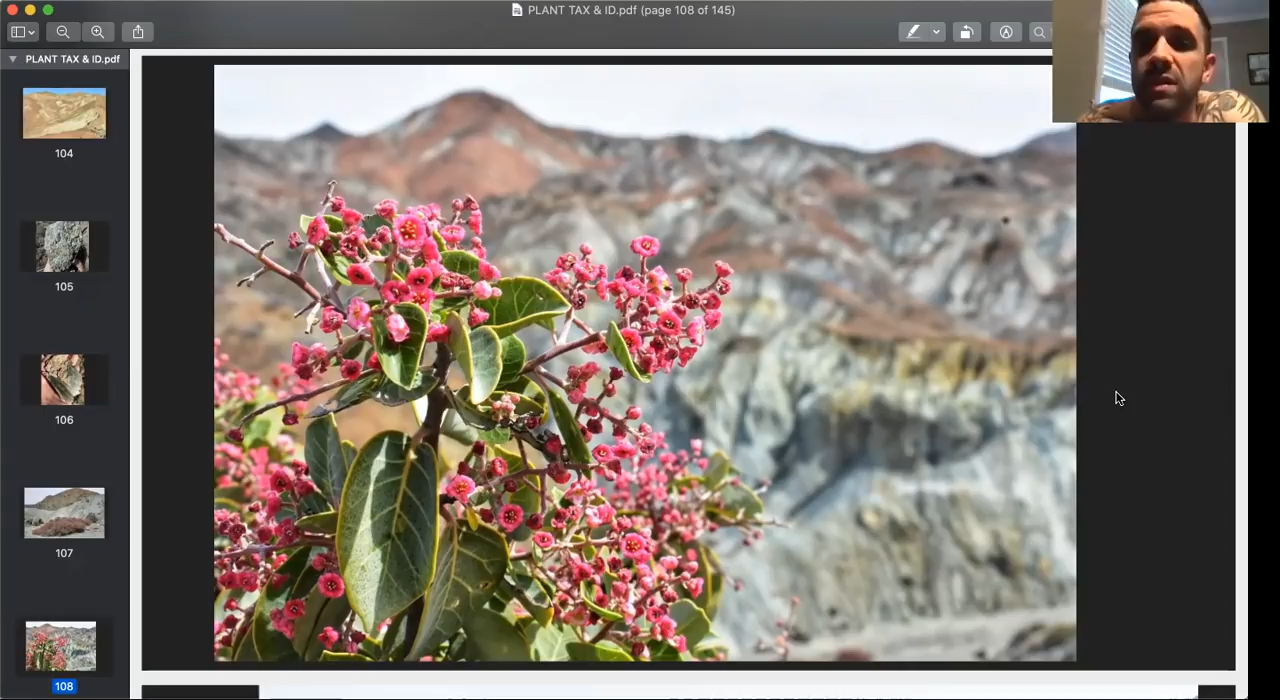 PLANT TAX & ID.pdf (page 108 of 145)
PLANT TAX & ID.pdf
104
105
106
107
108